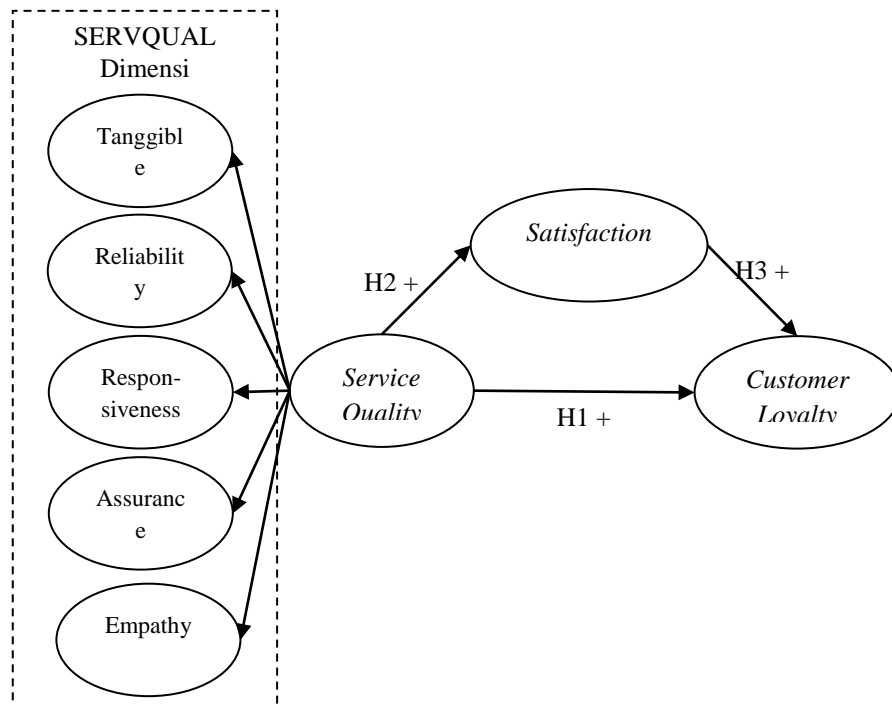 SERVQUAL
Dimensi
Tanggibl
e
Reliabilit
y
Respon-
siveness
Assuranc
e
Empathy
Satisfaction
H2 +
H3 +
Service
Quality
Customer
Loyalty
H1 +